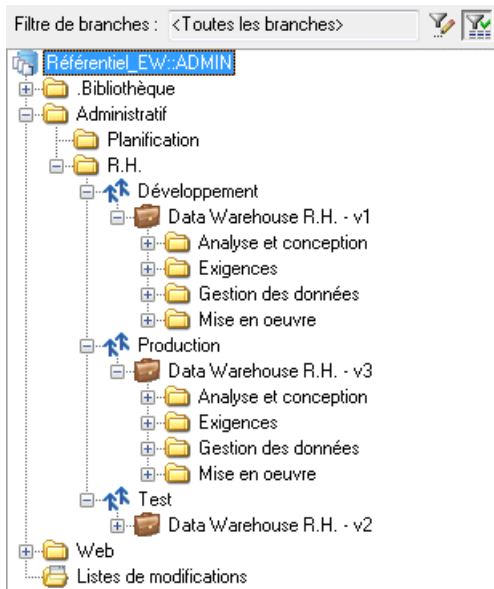 Filtre de branches : <Toutes les branches>
Référentiel_EW::ADMIN
.Bibliothèque
Administratif
Planification
R.H.
Développement
Data Warehouse R.H. - v1
Analyse et conception
Exigences
Gestion des données
Mise en oeuvre
Production
Data Warehouse R.H. - v3
Analyse et conception
Exigences
Gestion des données
Mise en oeuvre
Test
Data Warehouse R.H. - v2
Web
Listes de modifications